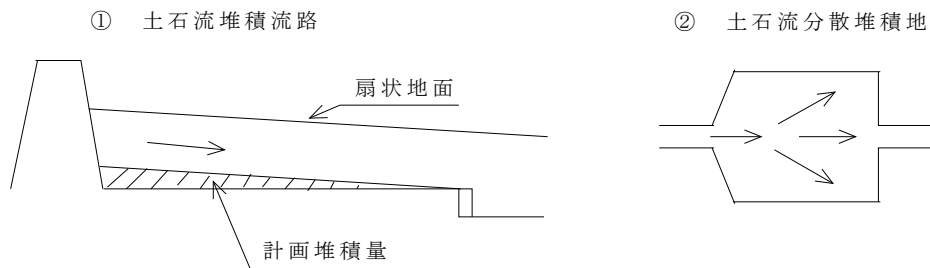 ① 土石流堆積流路
② 土石流分散堆積地
扇状地面
計画堆積量